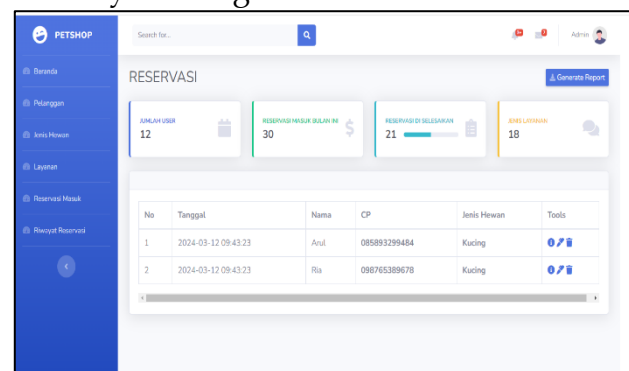 PETSHOP
Search for...
Admin
Beranda
Pelanggan
Jenis Hewan
Layanan
Reservasi Masuk
Riwayat Reservasi
RESERVASI
Generate Report
JUMLAH USER
12
RESERVASI MASUK BULAN INI
30
RESERVASI DI SELESAIKAN
21
JENIS LAYANAN
18
No Tanggal Nama CP Jenis Hewan Tools
1 2024-03-12 09:43:23 Arul 085893299484 Kucing
2 2024-03-12 09:43:23 Ria 098765389678 Kucing